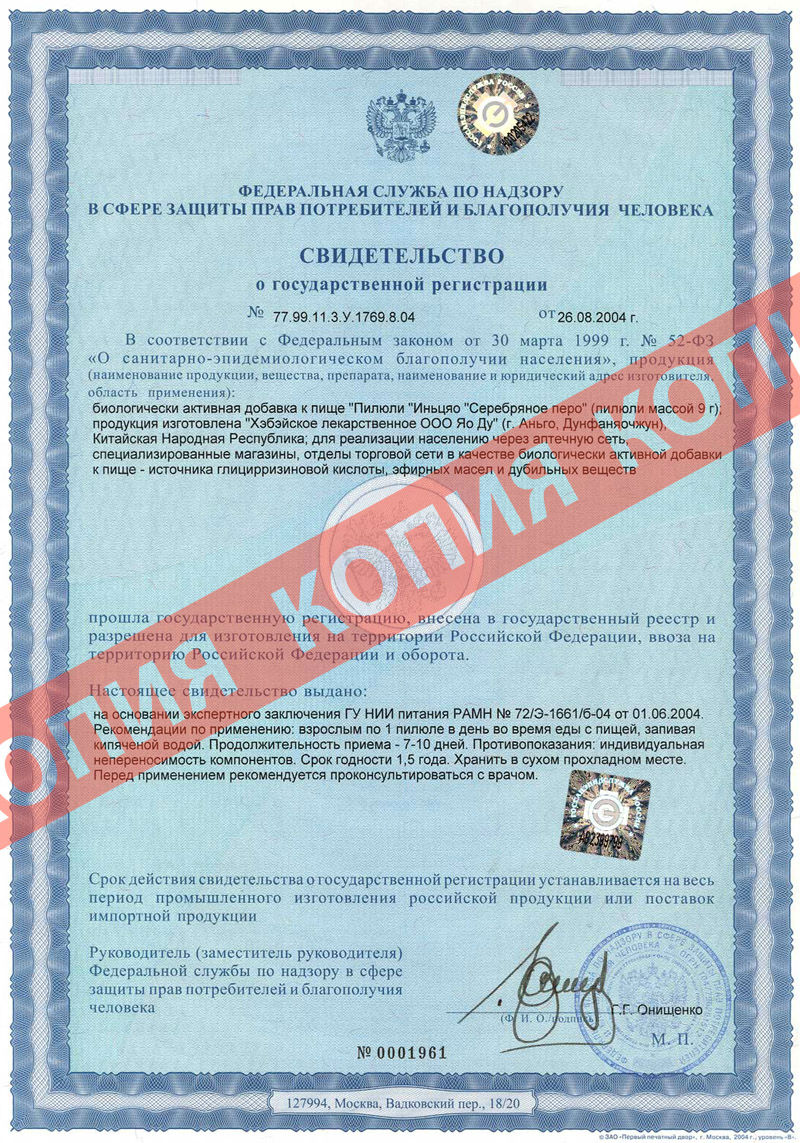 ФЕДЕРАЛЬНАЯ СЛУЖБА ПО НАДЗОРУ
В СФЕРЕ ЗАЩИТЫ ПРАВ ПОТРЕБИТЕЛЕЙ И БЛАГОПОЛУЧИЯ ЧЕЛОВЕКА
СВИДЕТЕЛЬСТВО
о государственной регистрации
№ 77.99.11.3.У.1769.8.04 от 26.08.2004 г.
В соответствии с Федеральным законом от 30 марта 1999 г. № 52-ФЗ
«О санитарно-эпидемиологическом благополучии населения», продукция
(наименование продукции, вещества, препарата, наименование и юридический адрес изготовителя,
область применения):
биологически активная добавка к пище "Пилюли "Иньцяо "Серебряное перо" (пилюли массой 9 г);
продукция изготовлена "Хэбэйское лекарственное ООО Яо Ду" (г. Аньго, Дунфаняочжун),
Китайская Народная Республика; для реализации населению через аптечную сеть,
специализированные магазины, отделы торговой сети в качестве биологически активной добавки
к пище - источника глицирризиновой кислоты, эфирных масел и дубильных веществ
КОПИЯ КОПИЯ КОПИЯ
прошла государственную регистрацию, внесена в государственный реестр и
разрешена для изготовления на территории Российской Федерации, ввоза на
территорию Российской Федерации и оборота.
Настоящее свидетельство выдано:
на основании экспертного заключения ГУ НИИ питания РАМН № 72/Э-1661/б-04 от 01.06.2004.
Рекомендации по применению: взрослым по 1 пилюле в день во время еды с пищей, запивая
кипяченой водой. Продолжительность приема - 7-10 дней. Противопоказания: индивидуальная
непереносимость компонентов. Срок годности 1,5 года. Хранить в сухом прохладном месте.
Перед применением рекомендуется проконсультироваться с врачом.
Срок действия свидетельства о государственной регистрации устанавливается на весь
период промышленного изготовления российской продукции или поставок
импортной продукции
Руководитель (заместитель руководителя)
Федеральной службы по надзору в сфере
защиты прав потребителей и благополучия
человека
(Ф. И. О./подпись)
Г.Г. Онищенко
М. П.
№ 0001961
127994, Москва, Вадковский пер., 18/20
© ЗАО «Первый печатный двор», г. Москва, 2004 г., уровень «В»